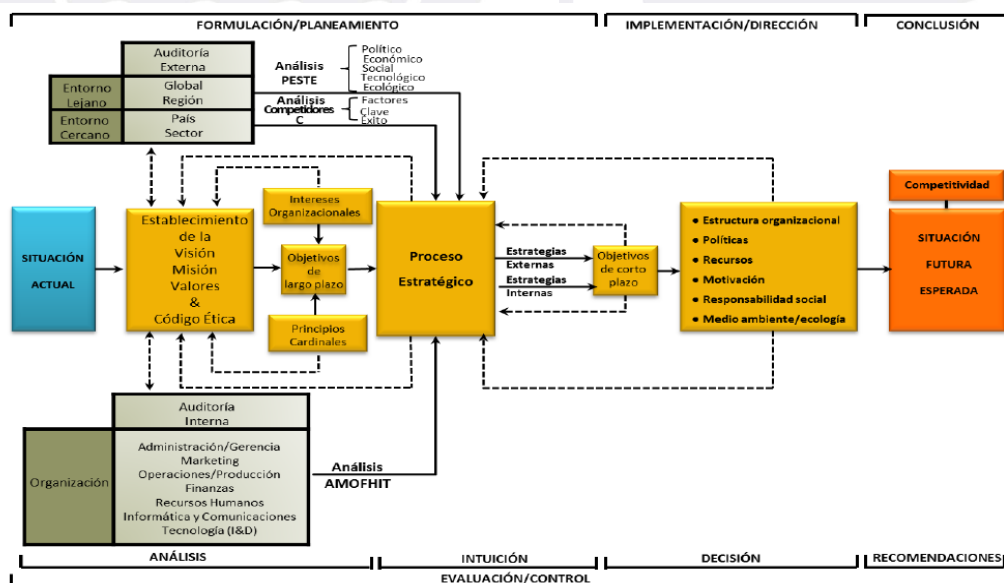 FORMULACIÓN/PLANEAMIENTO
IMPLEMENTACIÓN/DIRECCIÓN
CONCLUSIÓN
Auditoría
Externa
Entorno
Lejano
Global
Región
Entorno
Cercano
País
Sector
Análisis
PESTE
Político
Económico
Social
Tecnológico
Ecológico
Análisis
Competidores
C
Factores
Clave
Éxito
SITUACIÓN
ACTUAL
Establecimiento
de la
Visión
Misión
Valores
&
Código Ética
Intereses
Organizacionales
Objetivos de
largo plazo
Principios
Cardinales
Proceso
Estratégico
Estrategias
Externas
Estrategias
Internas
Objetivos
de corto
plazo
• Estructura organizacional
• Políticas
• Recursos
• Motivación
• Responsabilidad social
• Medio ambiente/ecología
Competitividad
SITUACIÓN
FUTURA
ESPERADA
Auditoría
Interna
Organización
Administración/Gerencia
Marketing
Operaciones/Producción
Finanzas
Recursos Humanos
Informática y Comunicaciones
Tecnología (I&D)
Análisis
AMOFHIT
ANÁLISIS
INTUICIÓN
DECISIÓN
RECOMENDACIONES
EVALUACIÓN/CONTROL